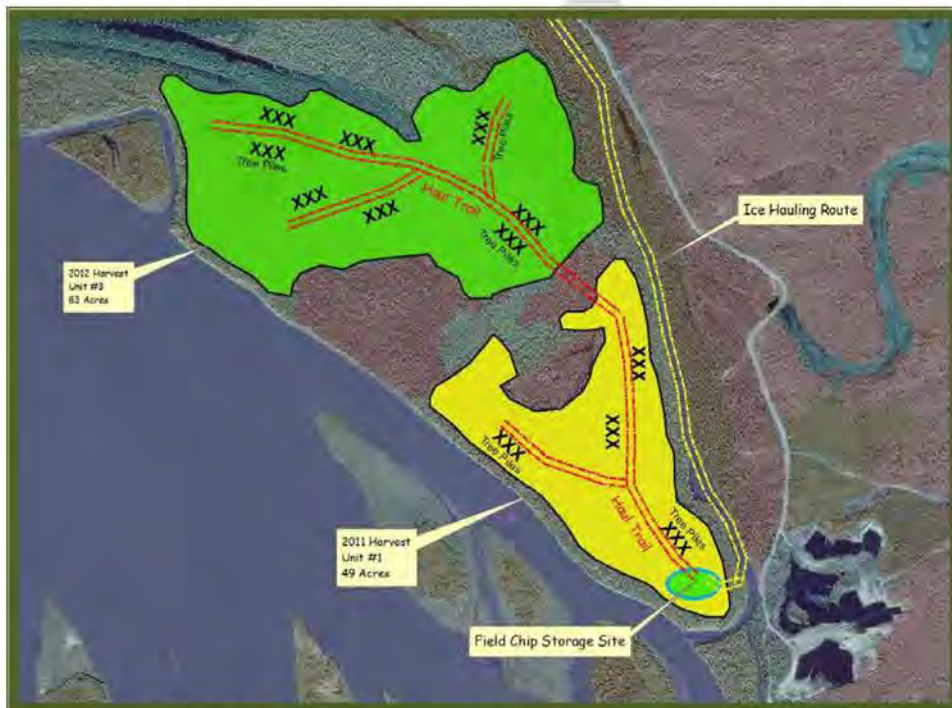 XXX
XXX
XXX
Tree Piles
XXX
Tree Piles
XXX
XXX
Haul Trail
XXX
XXX
Tree Piles
Ice Hauling Route
2012 Harvest
Unit #3
83 Acres
XXX
XXX
XXX
Tree Piles
Haul Trail
Tree Piles
XXX
2011 Harvest
Unit #1
49 Acres
Field Chip Storage Site